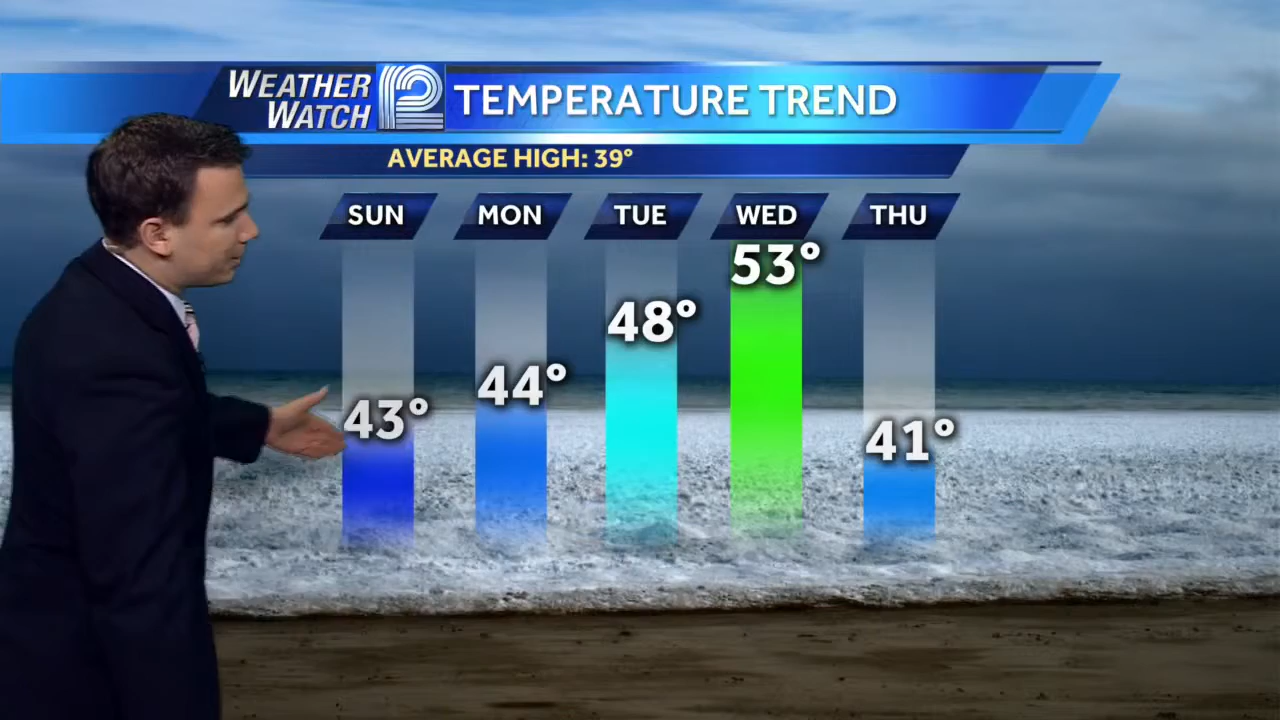 WEATHER
WATCH 12 TEMPERATURE TREND
AVERAGE HIGH: 39°
SUN MON TUE WED THU
43° 44° 48° 53° 41°